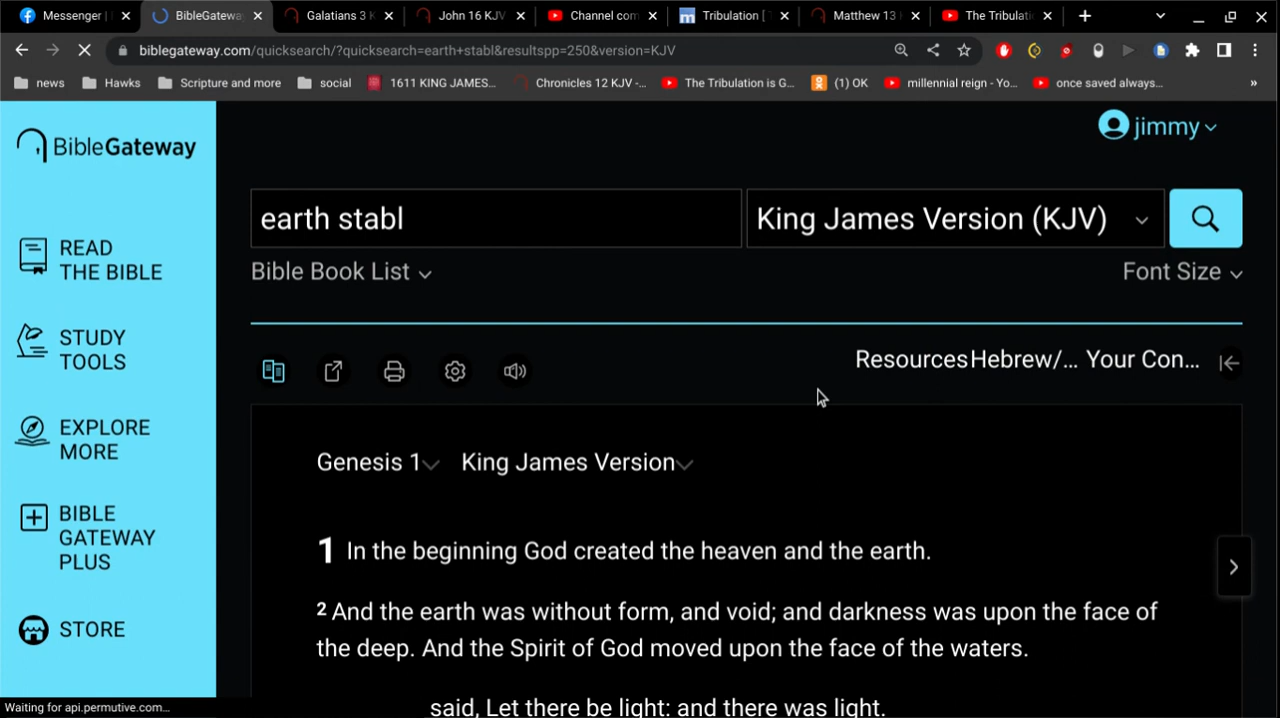 Messenger |
BibleGateway
Galatians 3 K
John 16 KJV
Channel com
Tribulation [
Matthew 13
The Tribulati
biblegateway.com/quicksearch/?quicksearch=earth+stabl&resultspp=250&version=KJV
news
Hawks
Scripture and more
social
1611 KING JAMES...
Chronicles 12 KJV -...
The Tribulation is G...
(1) OK
millennial reign - Yo...
once saved always...
»
BibleGateway
jimmy
earth stabl
King James Version (KJV)
Bible Book List
Font Size
READ
THE BIBLE
STUDY
TOOLS
EXPLORE
MORE
BIBLE
GATEWAY
PLUS
STORE
Resources
Hebrew/...
Your Con...
Genesis 1
King James Version
1 In the beginning God created the heaven and the earth.
2 And the earth was without form, and void; and darkness was upon the face of
the deep. And the Spirit of God moved upon the face of the waters.
said, Let there be light: and there was light.
Waiting for api.permutive.com...